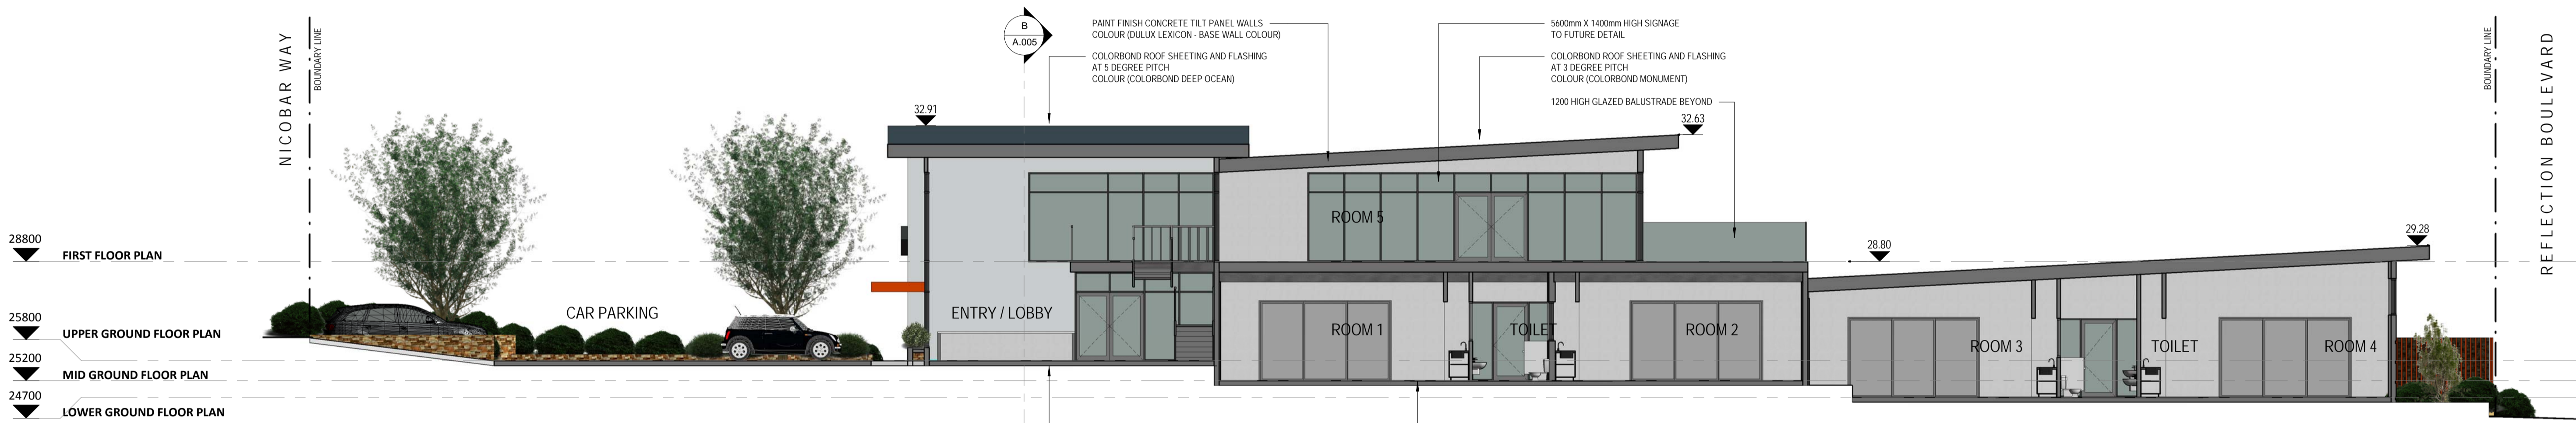 NICOBAR WAY
BOUNDARY LINE
B
A.005
PAINT FINISH CONCRETE TILT PANEL WALLS
COLOUR (DULUX LEXICON - BASE WALL COLOUR)
COLORBOND ROOF SHEETING AND FLASHING
AT 5 DEGREE PITCH
COLOUR (COLORBOND DEEP OCEAN)
5600mm X 1400mm HIGH SIGNAGE
TO FUTURE DETAIL
COLORBOND ROOF SHEETING AND FLASHING
AT 3 DEGREE PITCH
COLOUR (COLORBOND MONUMENT)
1200 HIGH GLAZED BALUSTRADE BEYOND
BOUNDARY LINE
REFLECTION BOULEVARD
32.91
32.63
28.80
29.28
28800
FIRST FLOOR PLAN
25800
UPPER GROUND FLOOR PLAN
25200
MID GROUND FLOOR PLAN
24700
LOWER GROUND FLOOR PLAN
CAR PARKING
ENTRY / LOBBY
ROOM 5
ROOM 1
TOILET
ROOM 2
ROOM 3
TOILET
ROOM 4